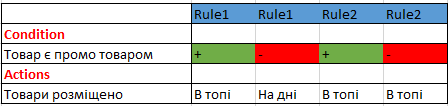 Rule1 Rule1 Rule2 Rule2
Condition
Товар є промо товаром + - + -
Actions
Товари розміщено В топі На дні В топі В топі